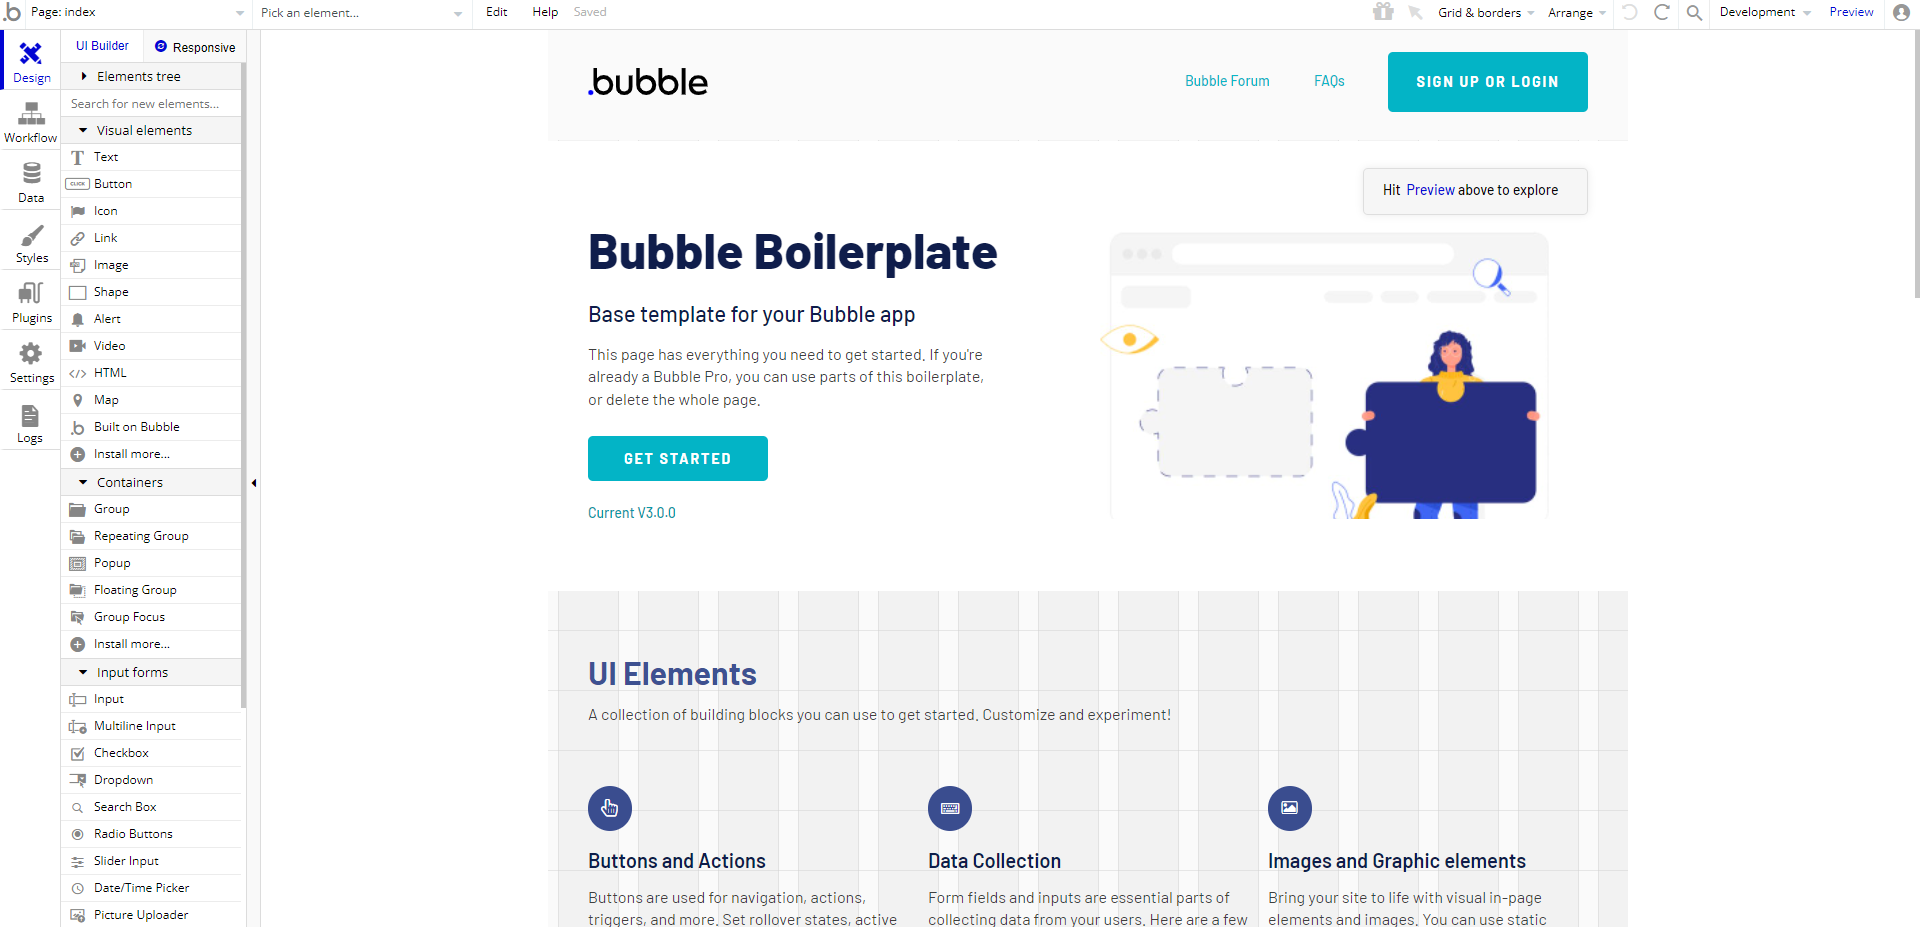 Page: index
Pick an element...
Edit
Help
Saved
Grid & borders
Arrange
Development
Preview
Design
Workflow
Data
Styles
Plugins
Settings
Logs
UI Builder
Responsive
Elements tree
Search for new elements...
Visual elements
Text
CLICK
Button
Icon
Link
Image
Shape
Alert
Video
HTML
Map
Built on Bubble
Install more...
Containers
Group
Repeating Group
Popup
Floating Group
Group Focus
Install more...
Input forms
Input
Multiline Input
Checkbox
Dropdown
Search Box
Radio Buttons
Slider Input
Date/Time Picker
Picture Uploader
.bubble
Bubble Forum
FAQs
SIGN UP OR LOGIN
Hit Preview above to explore
Bubble Boilerplate
Base template for your Bubble app
This page has everything you need to get started. If you're
already a Bubble Pro, you can use parts of this boilerplate,
or delete the whole page.
GET STARTED
Current V3.0.0
UI Elements
A collection of building blocks you can use to get started. Customize and experiment!
Buttons and Actions
Buttons are used for navigation, actions,
triggers, and more. Set rollover states, active
Data Collection
Form fields and inputs are essential parts of
collecting data from your users. Here are a few
Images and Graphic elements
Bring your site to life with visual in-page
elements and images. You can use static